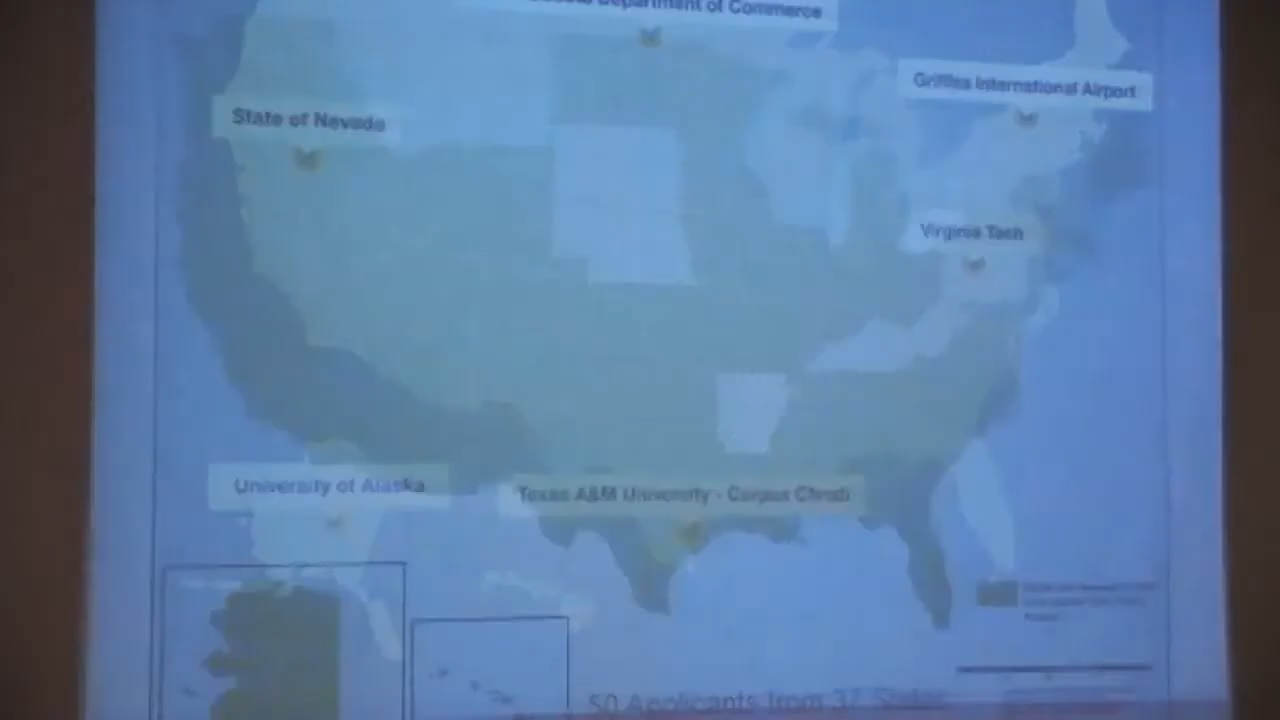 Department of Commerce
Griffiss International Airport
State of Nevada
Virginia Tech
University of Alaska
Texas A&M University - Corpus Christi
50 Applicants from 37 States